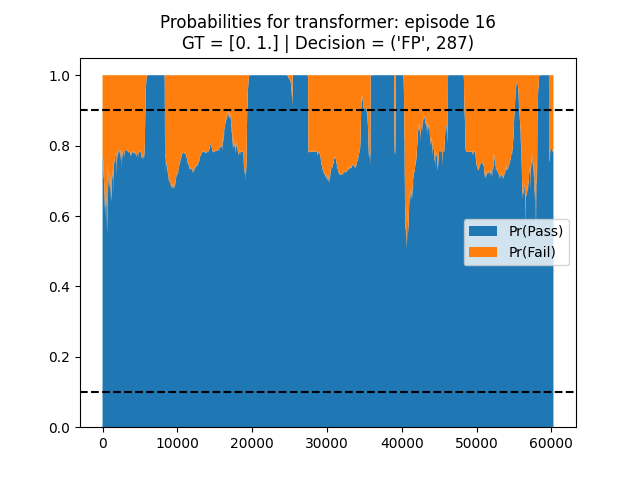 Probabilities for transformer: episode 16
GT = [0. 1.] | Decision = ('FP', 287)
1.0
0.8
0.6
0.4
0.2
0.0
Pr(Pass)
Pr(Fail)
0 10000 20000 30000 40000 50000 60000